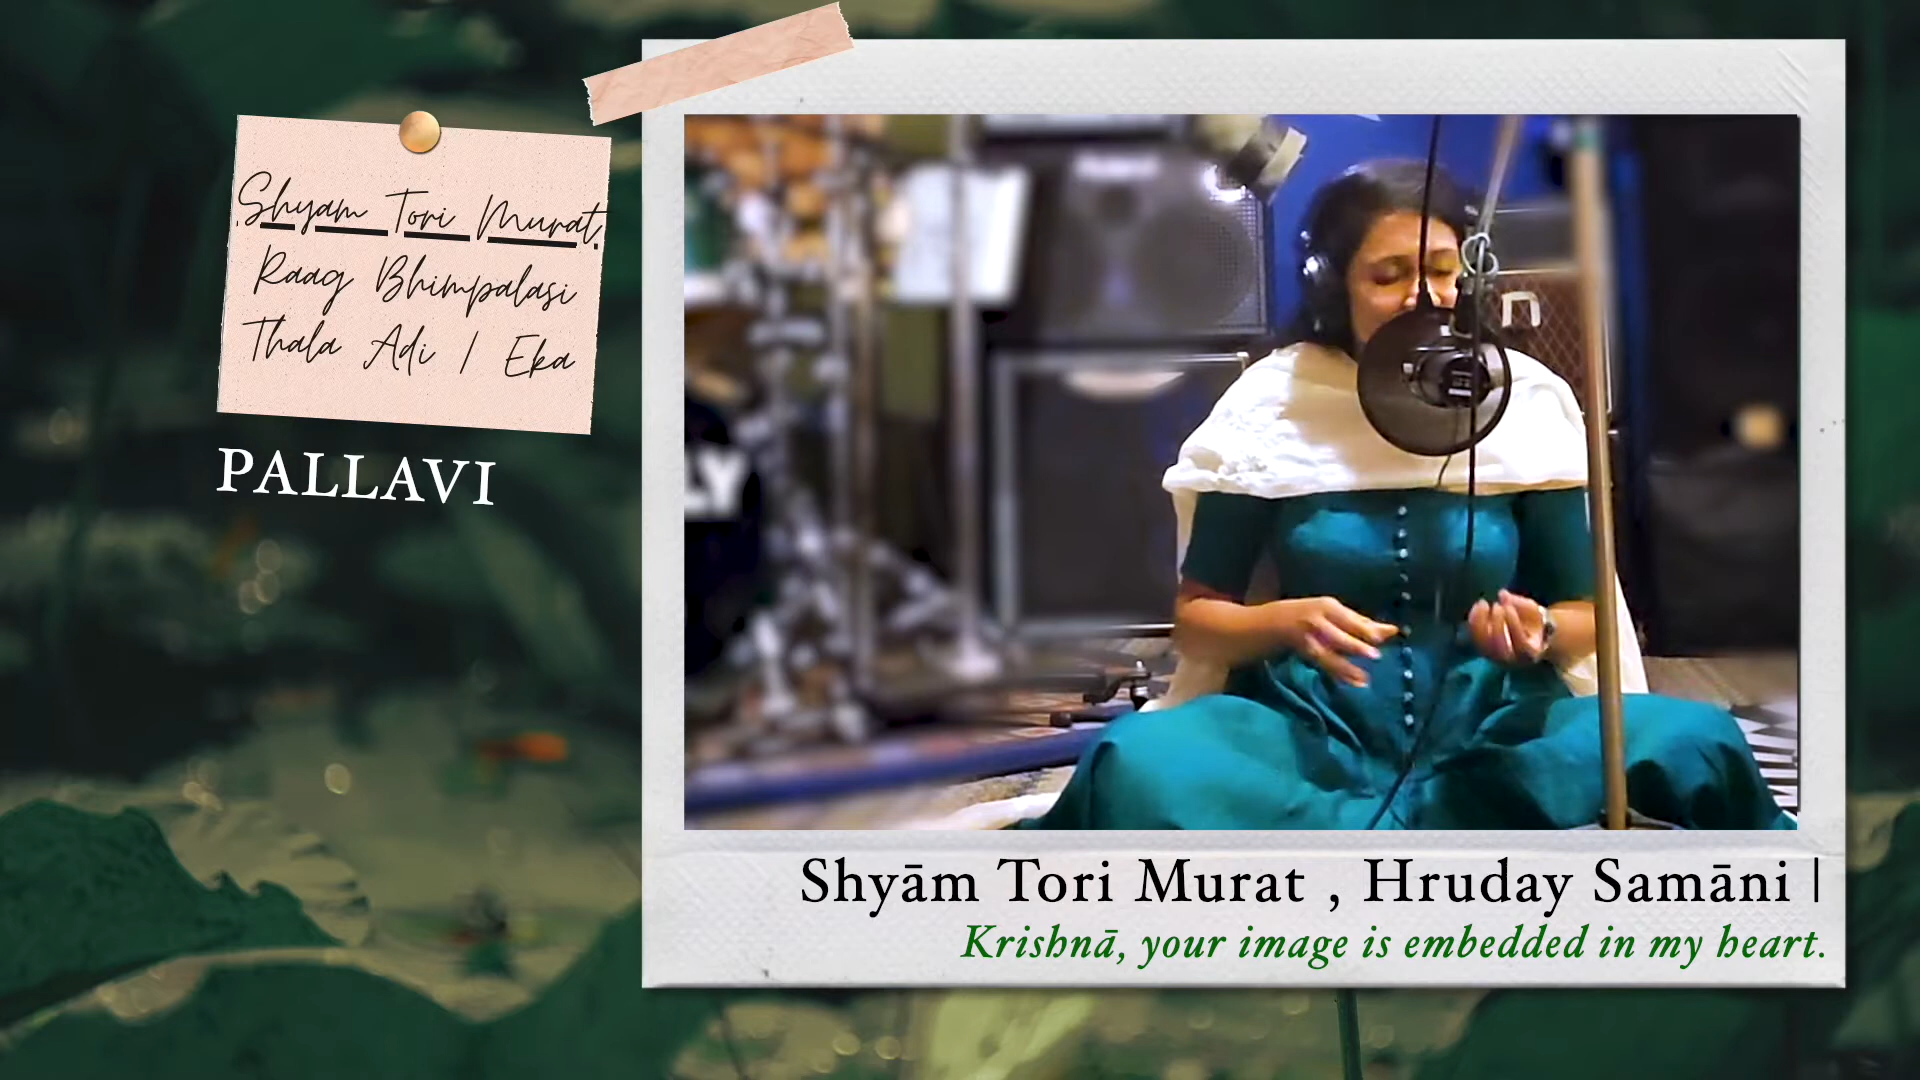 Shyam Tori Murat
Raag Bhimpalasi
Thala Adi / Eka
PALLAVI
Shyām Tori Murat , Hruday Samāni |
Krishnā, your image is embedded in my heart.